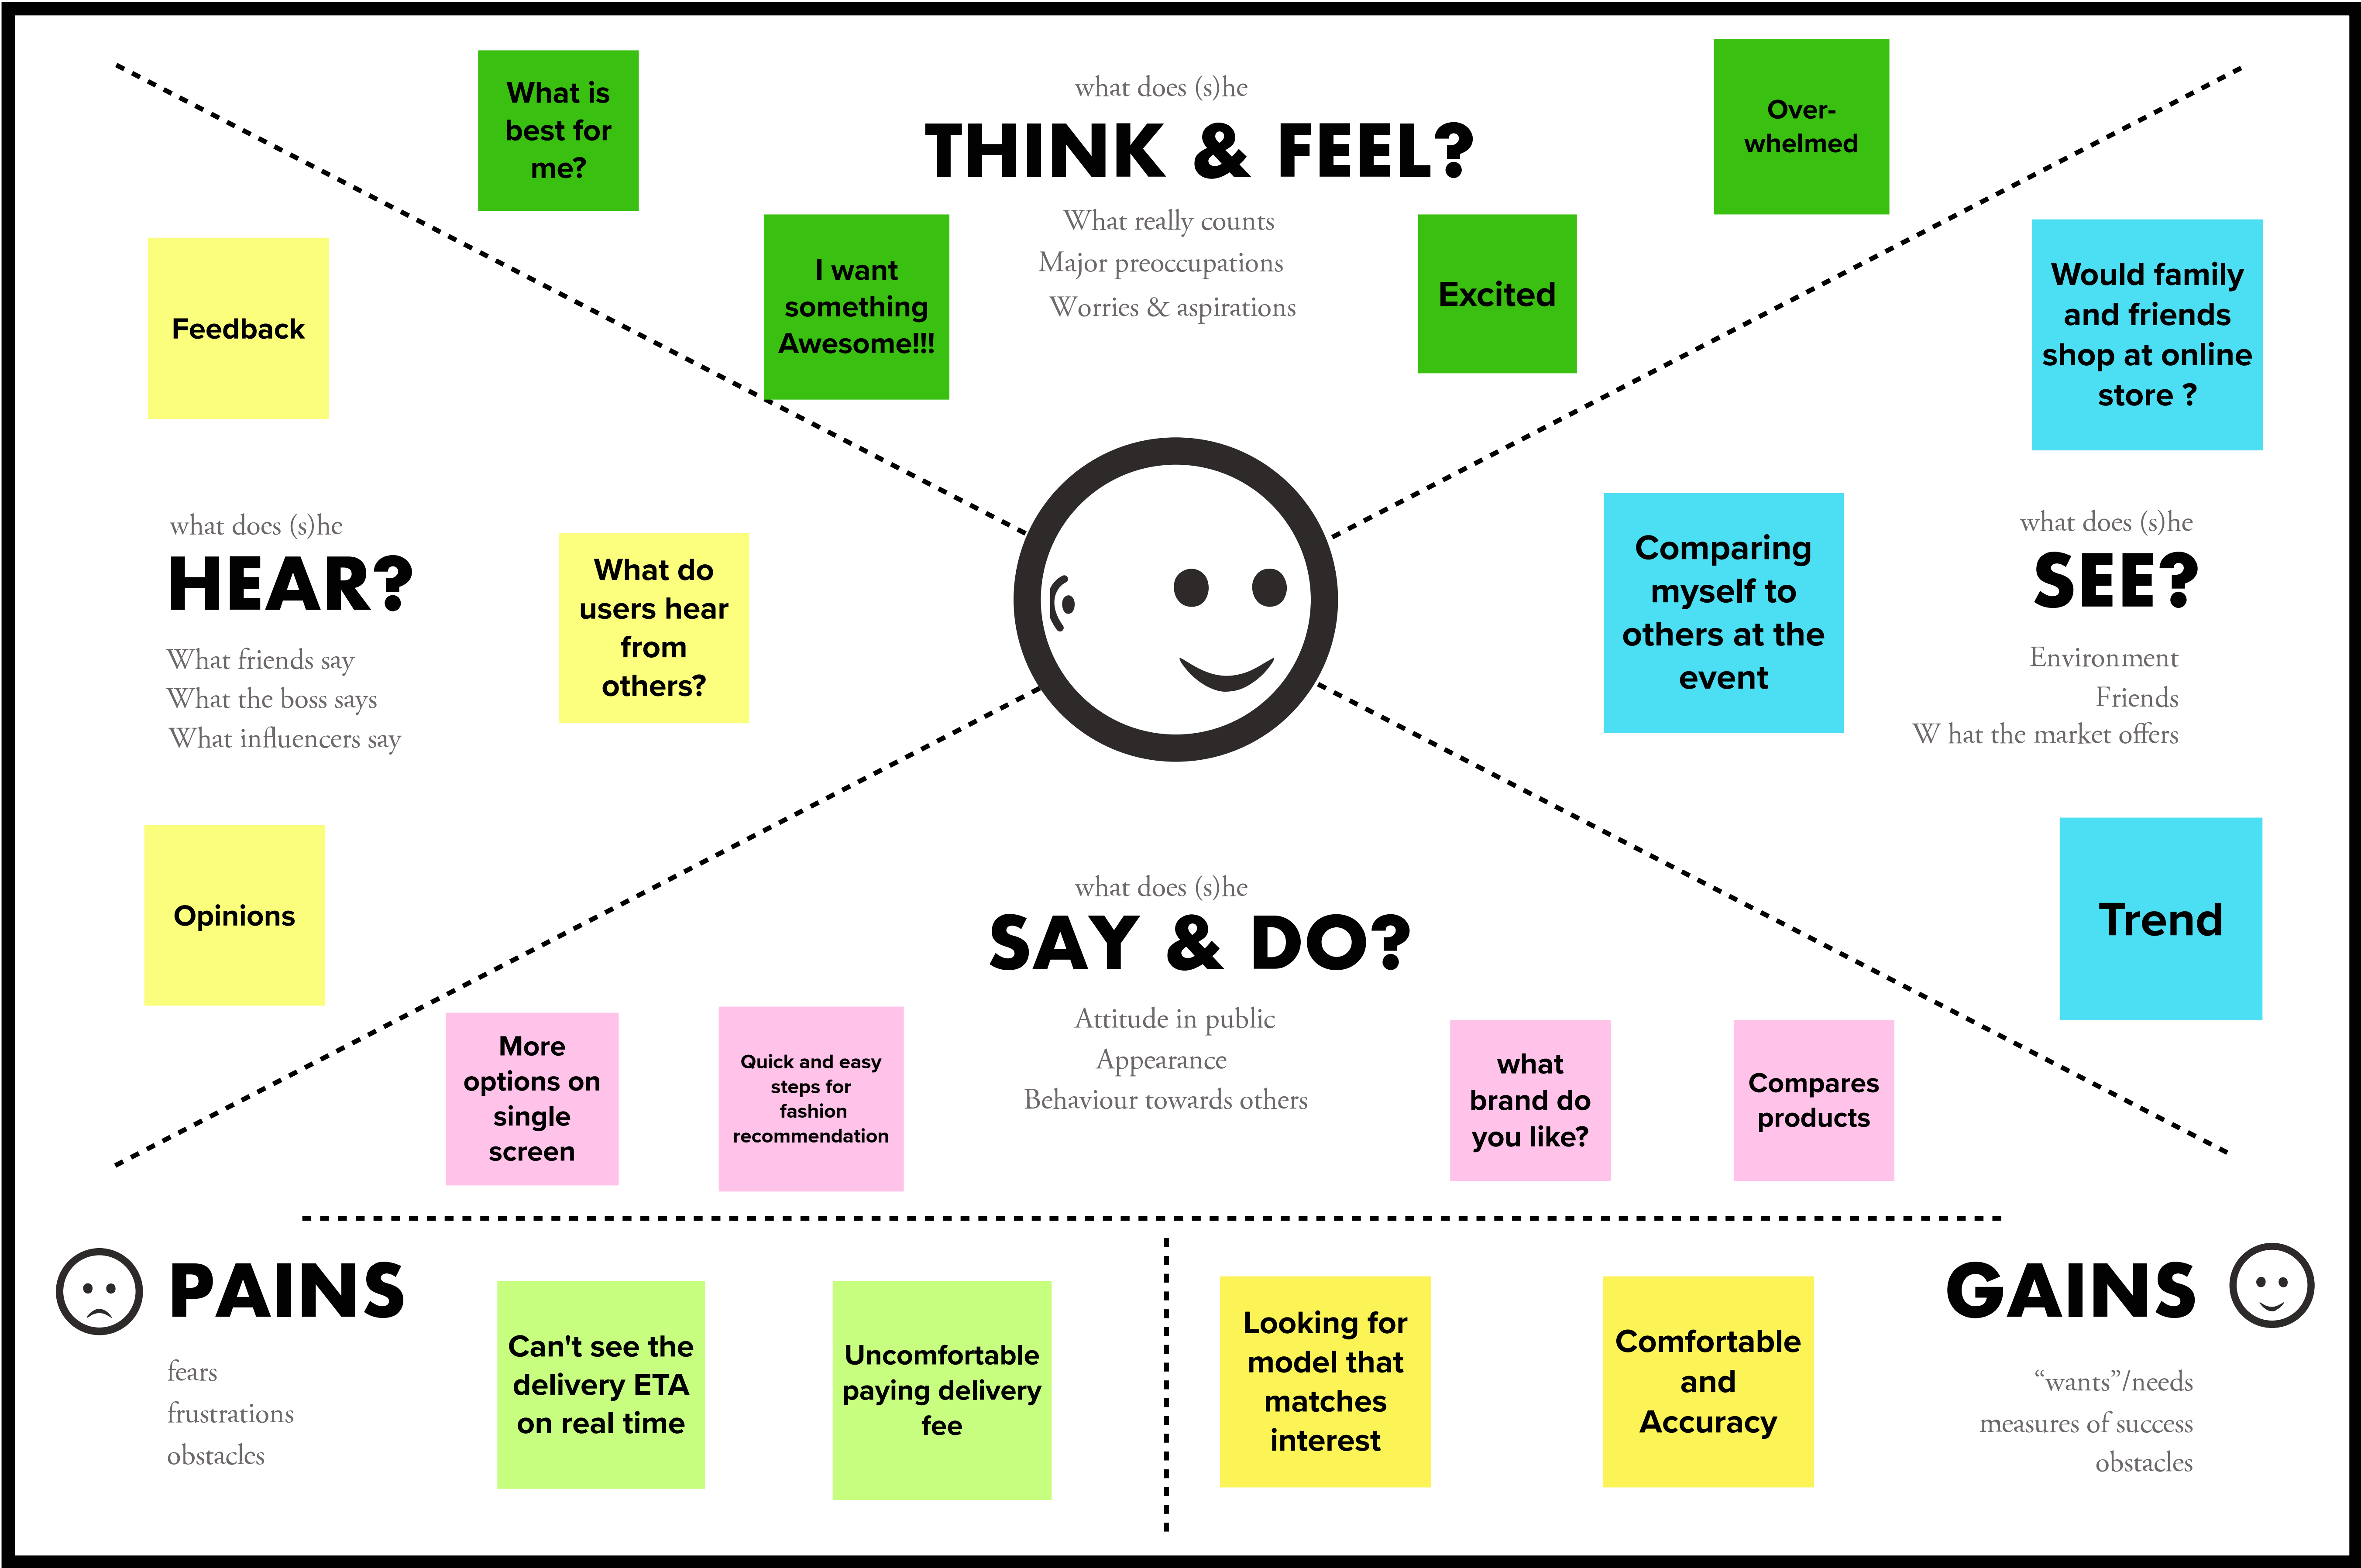 What is
best for
me?
what does (s)he
THINK & FEEL?
What really counts
Major preoccupations
Worries & aspirations
I want
something
Awesome!!!
Excited
Over-
whelmed
Feedback
what does (s)he
HEAR?
What friends say
What the boss says
What influencers say
What do
users hear
from
others?
Opinions
Would family
and friends
shop at online
store ?
Comparing
myself to
others at the
event
what does (s)he
SEE?
Environment
Friends
W hat the market offers
Trend
what does (s)he
SAY & DO?
Attitude in public
Appearance
Behaviour towards others
More
options on
single
screen
Quick and easy
steps for
fashion
recommendation
what
brand do
you like?
Compares
products
PAINS
fears
frustrations
obstacles
Can't see the
delivery ETA
on real time
Uncomfortable
paying delivery
fee
Looking for
model that
matches
interest
Comfortable
and
Accuracy
GAINS
“wants”/needs
measures of success
obstacles